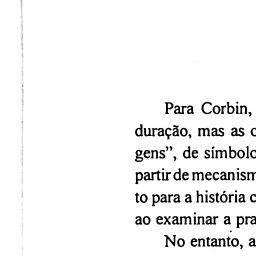 Para Corbin,
duração, mas as
gens”, de símbolo
partir de mecanism
to para a história
ao examinar a pra
No entanto, a